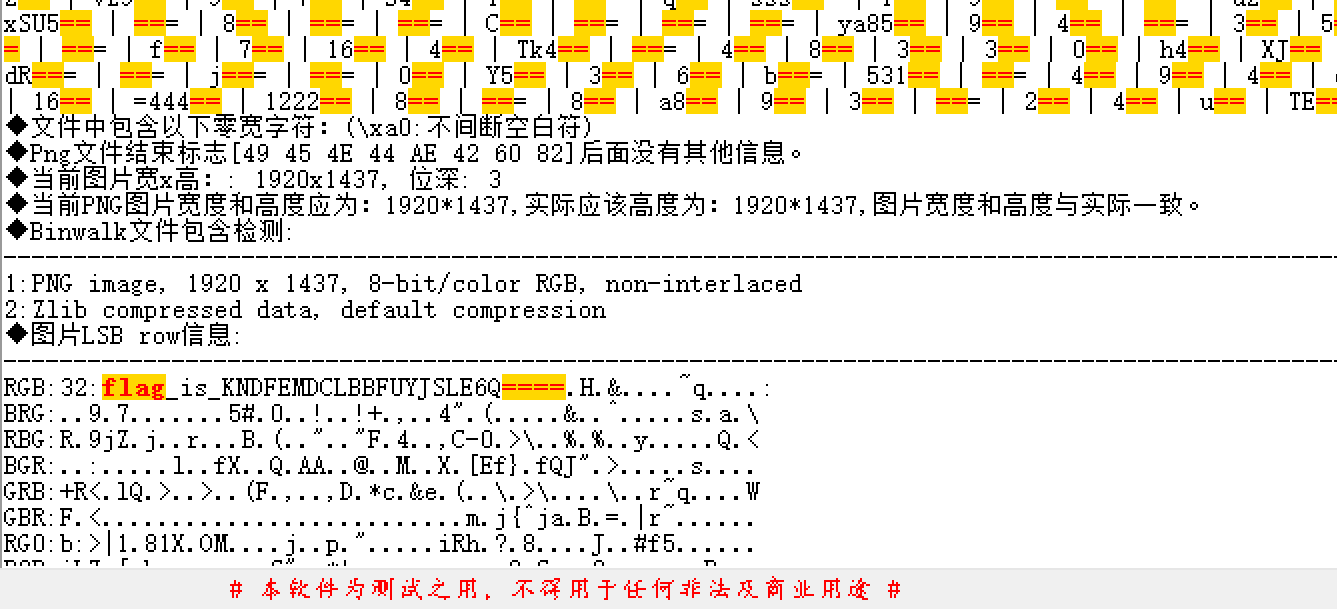 xSU5== | === | 8== | ==== | C== | ==== | ya85== | 9== | 4== | ==== | 3==
| ==== | f== | 7== | 16== | 4== | Tk4== | ==== | 4== | 8== | 3== | 3== | 0== | h4== | XJ==
dR=== | ==== | j=== | ==== | 0== | Y5== | 3== | 6== | b=== | 531== | ==== | 4== | 9== | 4== |
| 16== | =444== | 1222== | 8== | ==== | 8== | a8== | 9== | 3== | ==== | 2== | 4== | u== | TE==
◆文件中包含以下零宽字符：(\xa0:不间断空白符)
◆Png文件结束标志[49 45 4E 44 AE 42 60 82]后面没有其他信息。
◆当前图片宽x高：: 1920x1437, 位深: 3
◆当前PNG图片宽度和高度应为：1920*1437,实际应该高度为：1920*1437,图片宽度和高度与实际一致。
◆Binwalk文件包含检测:
1:PNG image, 1920 x 1437, 8-bit/color RGB, non-interlaced
2:Zlib compressed data, default compression
◆图片LSB row信息:
RGB:32:flag_is_KNDFEMDCLBBFUYJSLE6Q====.H.&....~q....:
BRG:..9.7.......5#.0..!..!+.,..4".(.....&..^.....s.a.\
RBG:R.9jZ.j..r...B.(..".."F.4..,C-0.>\..%.%..y.....Q.<
BGR:..:.....l..fX..Q.AA..@..M..X.[Ef}.fQJ".>.....s....
GRB:+R<.lQ.>..>..(F.,..,D.*c.&e.(..\.>\....\..r~q....W
GBR:F.<...........................m.j{^ja.B.=.|r~......
RG0:b:>|1.81X.OM....j..p.".....iRh.?.8....J..#f5......
# 本软件为测试之用，不得用于任何非法及商业用途 #